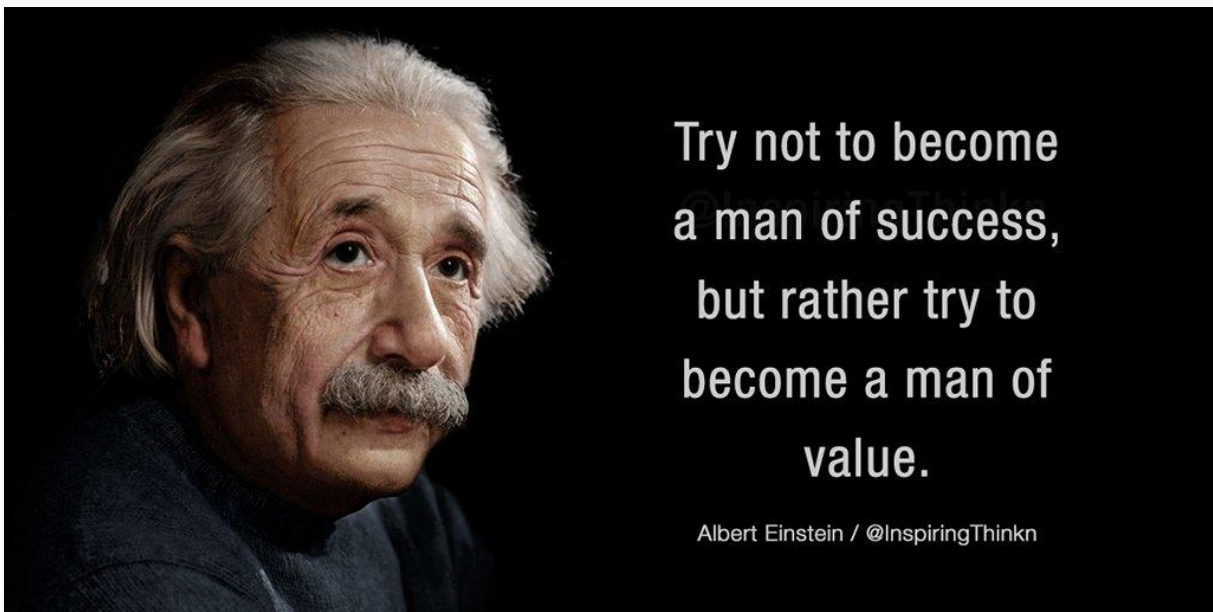 Try not to become
a man of success,
but rather try to
become a man of
value.
Albert Einstein / @InspiringThinkn